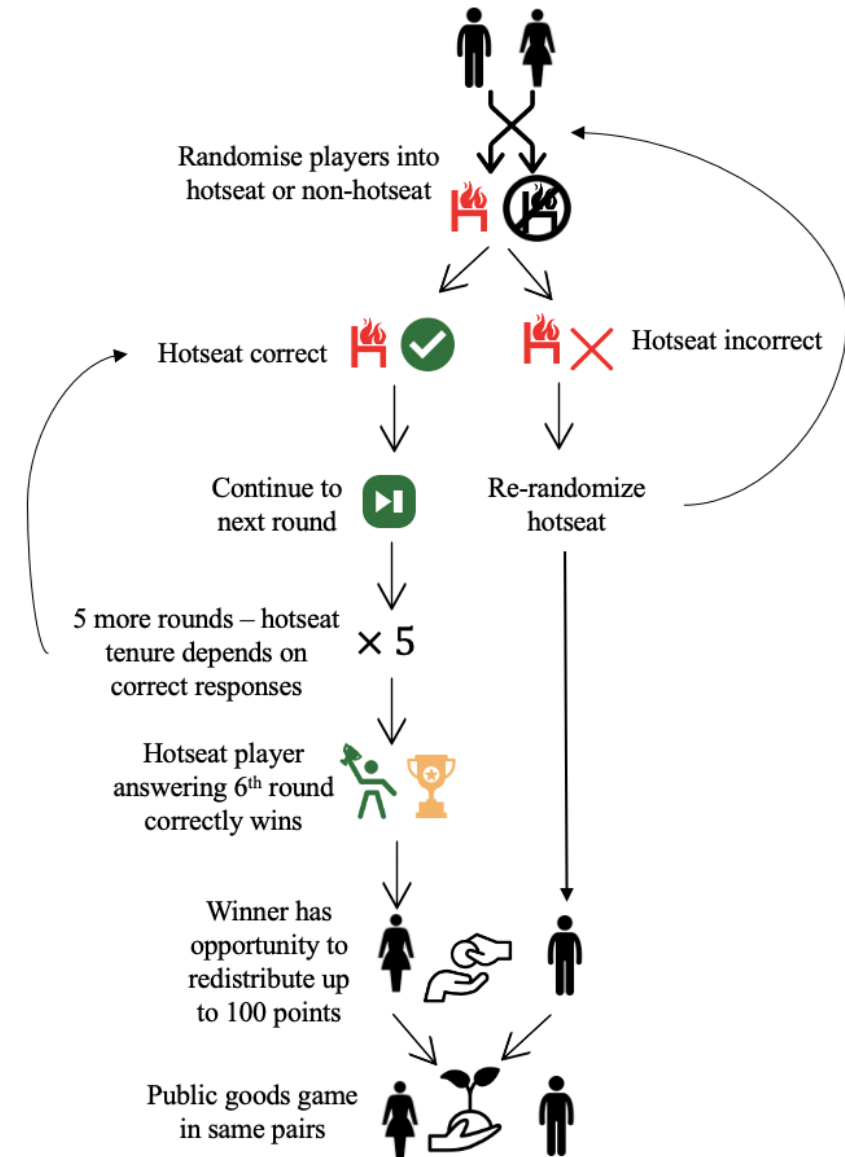 Randomise players into
hotseat or non-hotseat
Hotseat correct
Hotseat incorrect
Continue to
next round
Re-randomize
hotseat
5 more rounds – hotseat
tenure depends on
correct responses
× 5
Hotseat player
answering 6th round
correctly wins
Winner has
opportunity to
redistribute up
to 100 points
Public goods game
in same pairs